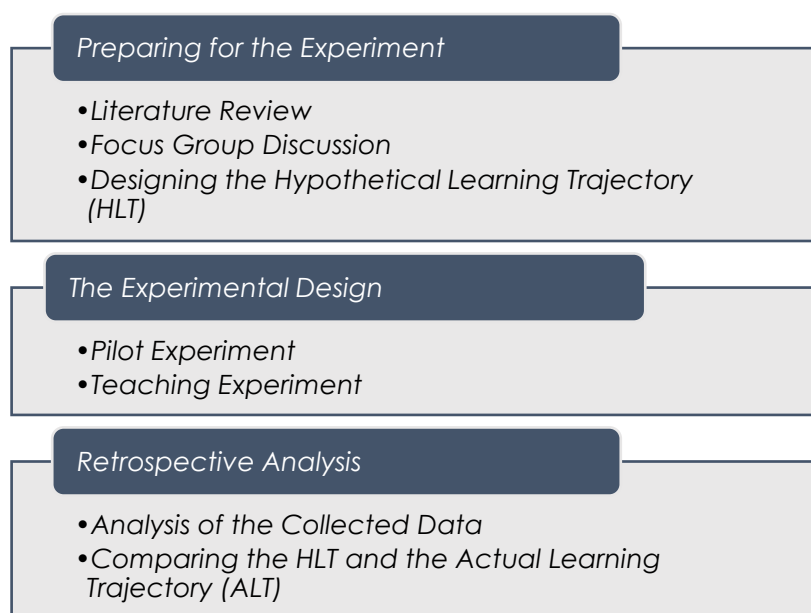 Preparing for the Experiment
•Literature Review
•Focus Group Discussion
•Designing the Hypothetical Learning Trajectory
(HLT)
The Experimental Design
•Pilot Experiment
•Teaching Experiment
Retrospective Analysis
•Analysis of the Collected Data
•Comparing the HLT and the Actual Learning
Trajectory (ALT)